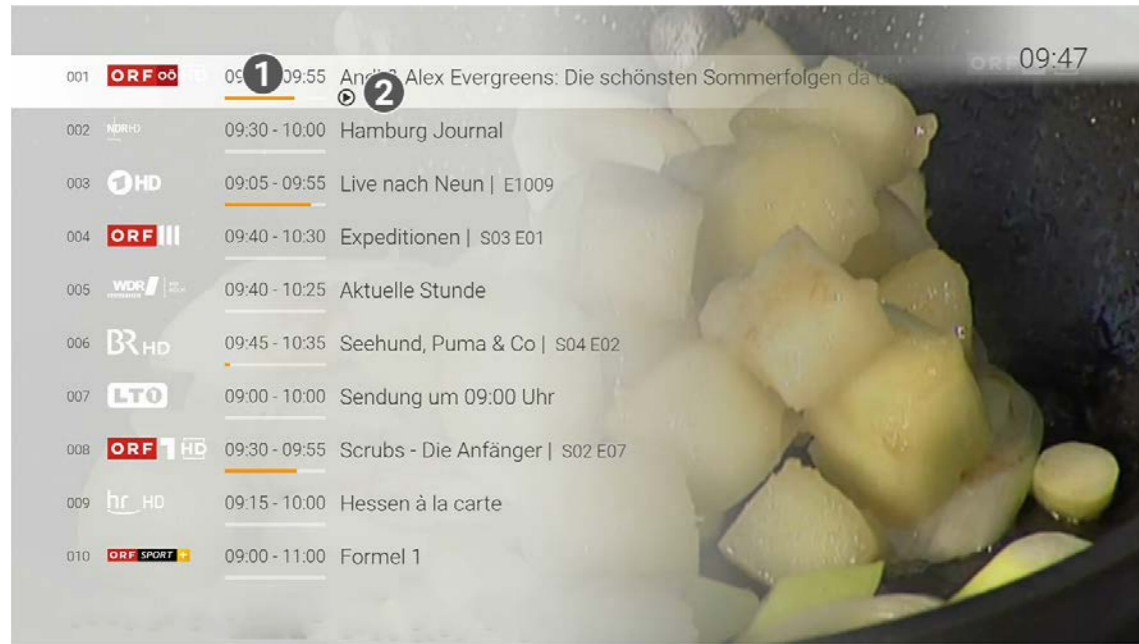 09:47
001 ORF oö HD 09: 1 09:55 Andi & Alex Evergreens: Die schönsten Sommerfolgen da
2
002 NDR HD 09:30 - 10:00 Hamburg Journal
003 1 HD 09:05 - 09:55 Live nach Neun | E1009
004 ORF III 09:40 - 10:30 Expeditionen | S03 E01
005 WDR 09:40 - 10:25 Aktuelle Stunde
006 BR HD 09:45 - 10:35 Seehund, Puma & Co | S04 E02
007 LT1 09:00 - 10:00 Sendung um 09:00 Uhr
008 ORF 1 HD 09:30 - 09:55 Scrubs - Die Anfänger | S02 E07
009 hr HD 09:15 - 10:00 Hessen à la carte
010 ORF SPORT + 09:00 - 11:00 Formel 1